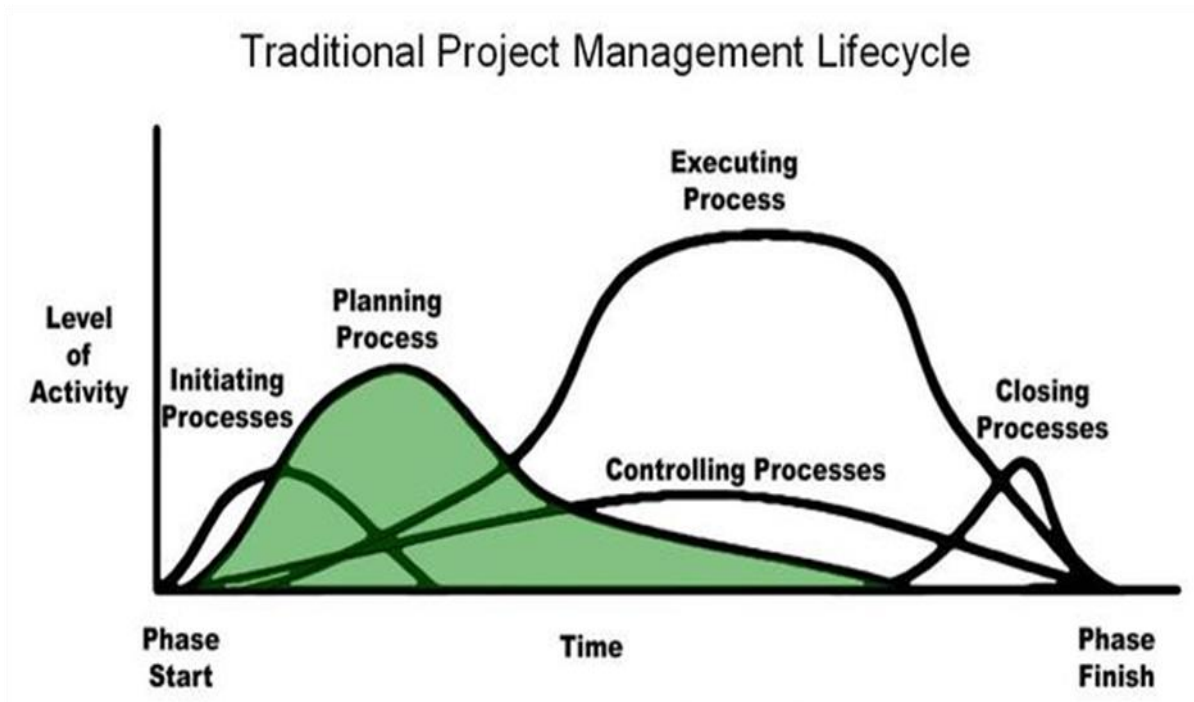 Traditional Project Management Lifecycle
Executing
Process
Planning
Process
Level
of
Activity
Initiating
Processes
Closing
Processes
Controlling Processes
Phase
Start
Time
Phase
Finish